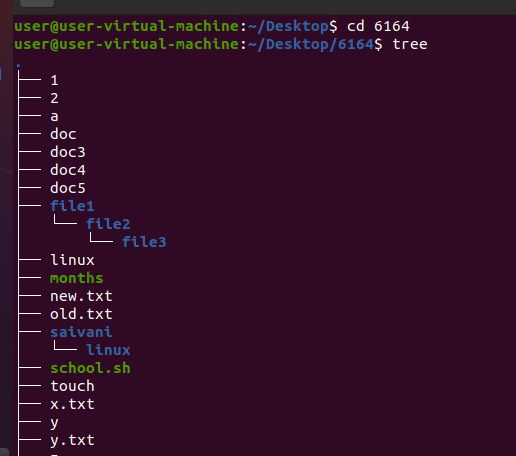 user@user-virtual-machine:~/Desktop$ cd 6164
user@user-virtual-machine:~/Desktop/6164$ tree
.
├── 1
├── 2
├── a
├── doc
├── doc3
├── doc4
├── doc5
├── file1
│   └── file2
│       └── file3
├── linux
├── months
├── new.txt
├── old.txt
├── saivani
│   └── linux
├── school.sh
├── touch
├── x.txt
├── y
├── y.txt